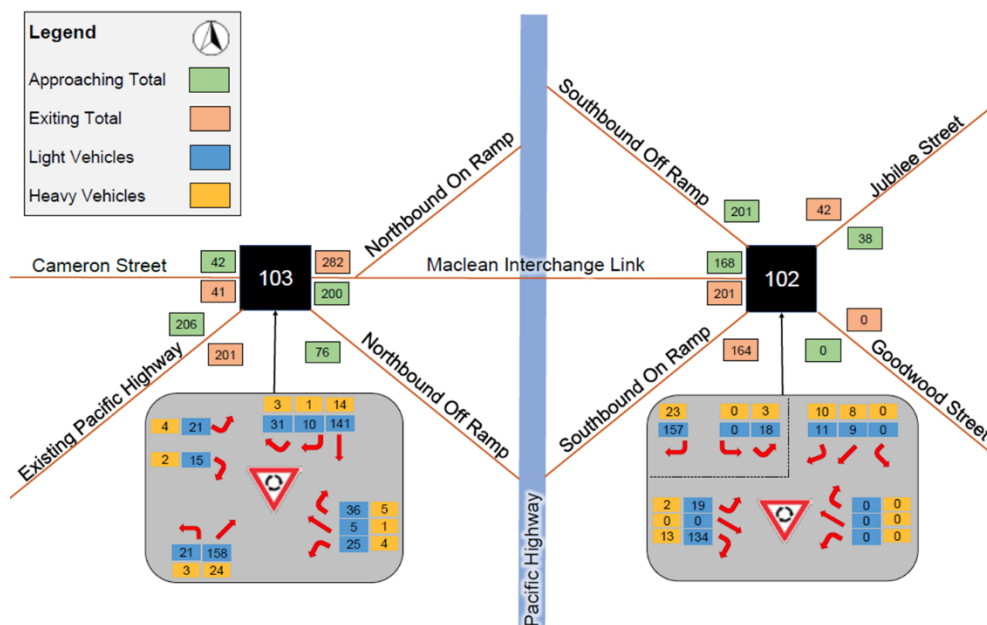 Legend
Approaching Total
Exiting Total
Light Vehicles
Heavy Vehicles
Southbound Off Ramp
Jubilee Street
Northbound On Ramp
201
42
38
Cameron Street
42
103
282
Maclean Interchange Link
168
102
41
200
201
206
201
76
164
0
0
Existing Pacific Highway
Northbound Off Ramp
Southbound On Ramp
Goodwood Street
3 1 14
4 21
31 10 141
2 15
36 5
5 1
25 4
21 158
3 24
23
0 3
10 8 0
157
0 18
11 9 0
2 19
0 0
13 134
0 0
0 0
0 0
Pacific Highway